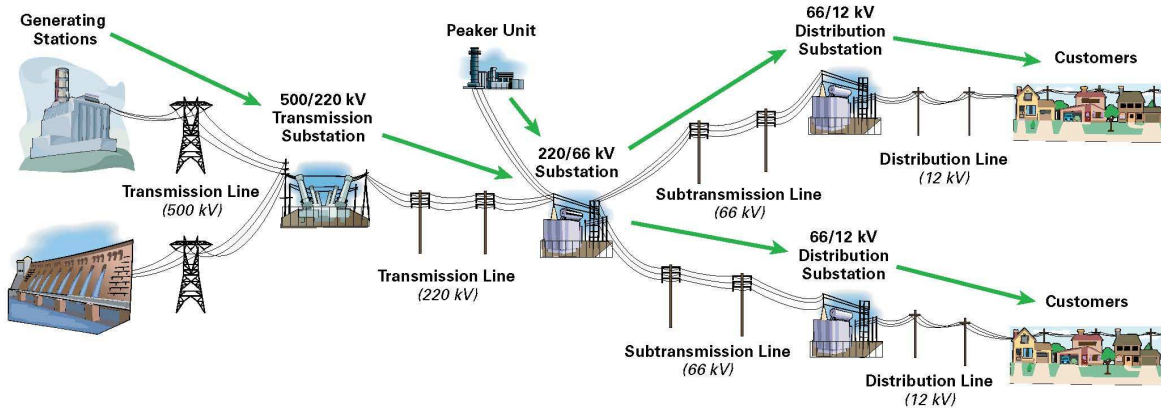 Generating
Stations
Peaker Unit
66/12 kV
Distribution
Substation
Customers
500/220 kV
Transmission
Substation
220/66 kV
Substation
Distribution Line
(12 kV)
Transmission Line
(500 kV)
Subtransmission Line
(66 kV)
66/12 kV
Distribution
Substation
Transmission Line
(220 kV)
Customers
Subtransmission Line
(66 kV)
Distribution Line
(12 kV)